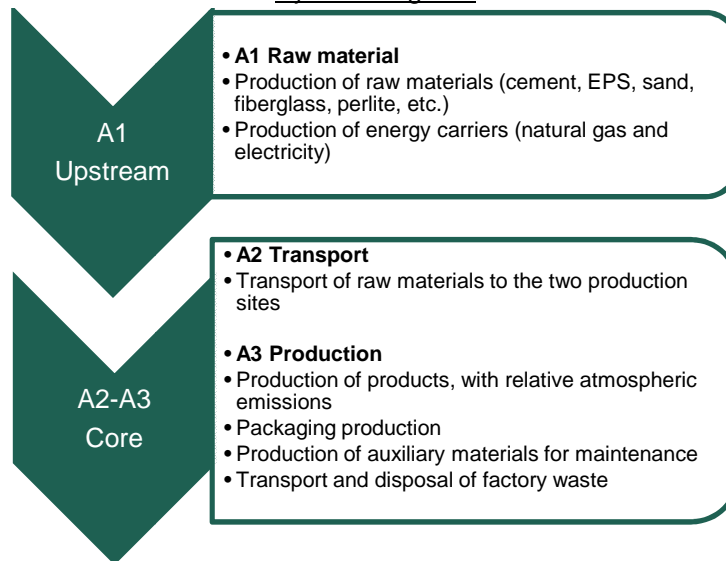 A1
Upstream
• A1 Raw material
• Production of raw materials (cement, EPS, sand,
fiberglass, perlite, etc.)
• Production of energy carriers (natural gas and
electricity)
A2-A3
Core
• A2 Transport
• Transport of raw materials to the two production
sites
• A3 Production
• Production of products, with relative atmospheric
emissions
• Packaging production
• Production of auxiliary materials for maintenance
• Transport and disposal of factory waste